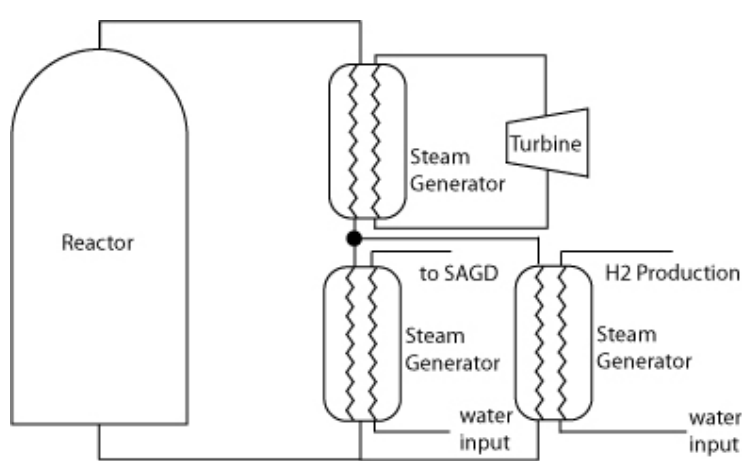 Turbine
Steam
Generator
Reactor
to SAGD
H2 Production
Steam
Generator
Steam
Generator
water
input
water
input